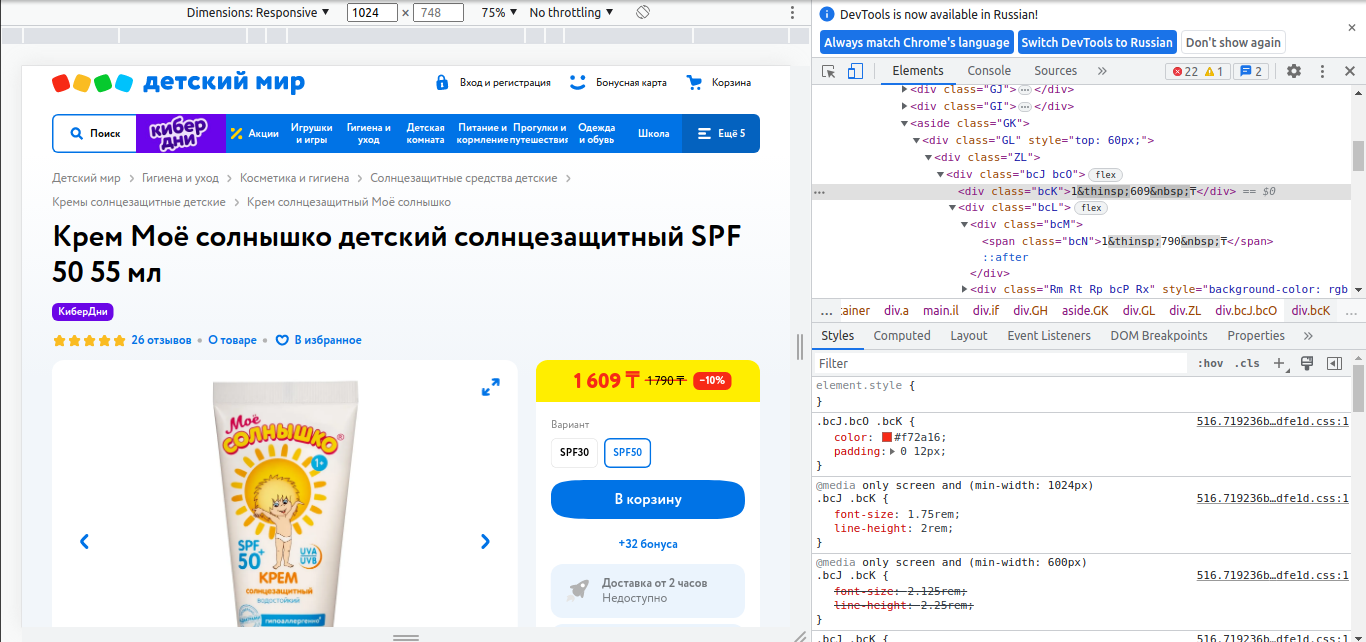 Dimensions: Responsive ▼ 1024 × 748 75% ▼ No throttling ▼
детский мир
Вход и регистрация Бонусная карта Корзина
Поиск
кибер дни
Акции
Игрушки и игры
Гигиена и уход
Детская комната
Питание и кормление
Прогулки и путешествия
Одежда и обувь
Школа
Ещё 5
Детский мир > Гигиена и уход > Косметика и гигиена > Солнцезащитные средства детские >
Кремы солнцезащитные детские > Крем солнцезащитный Моё солнышко
Крем Моё солнышко детский солнцезащитный SPF
50 55 мл
КиберДни
26 отзывов • О товаре • В избранное
Моё
СОЛНЫШКО®
1+
SPF
50+
UVA
UVB
КРЕМ
солнцезащитный
водостойкий
гипоаллергенно
1 609 ₸ 1 790 ₸ −10%
Вариант
SPF30 SPF50
В корзину
+32 бонуса
Доставка от 2 часов
Недоступно
DevTools is now available in Russian!
Always match Chrome's language Switch DevTools to Russian Don't show again
Elements Console Sources » 22 1 2
<div class="GJ">…</div>
<div class="GI">…</div>
<aside class="GK">
<div class="GL" style="top: 60px;">
<div class="ZL">
<div class="bcJ bcO"> flex
<div class="bcK">1&thinsp;609&nbsp;₸</div> == $0
<div class="bcL"> flex
<div class="bcM">
<span class="bcN">1&thinsp;790&nbsp;₸</span>
::after
</div>
<div class="Rm Rt Rp bcP Rx" style="background-color: rgb
… :ainer div.a main.il div.if div.GH aside.GK div.GL div.ZL div.bcJ.bcO div.bcK …
Styles Computed Layout Event Listeners DOM Breakpoints Properties »
Filter :hov .cls +
element.style {
}
.bcJ.bcO .bcK { 516.719236b…dfe1d.css:1
color: #f72a16;
padding: 0 12px;
}
@media only screen and (min-width: 1024px)
.bcJ .bcK { 516.719236b…dfe1d.css:1
font-size: 1.75rem;
line-height: 2rem;
}
@media only screen and (min-width: 600px)
.bcJ .bcK { 516.719236b…dfe1d.css:1
font-size: 2.125rem;
line-height: 2.25rem;
}
.bcJ .bcK { 516.719236b…dfe1d.css:1